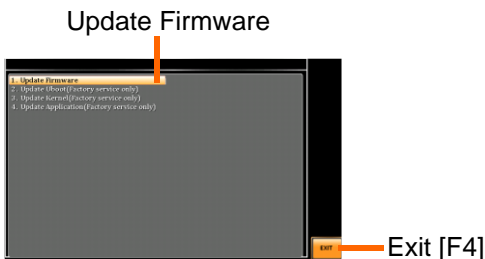 Update Firmware
1. Update Firmware
2. Update Uboot(Factory service only)
3. Update Kernel(Factory service only)
4. Update Application(Factory service only)
EXIT
Exit [F4]